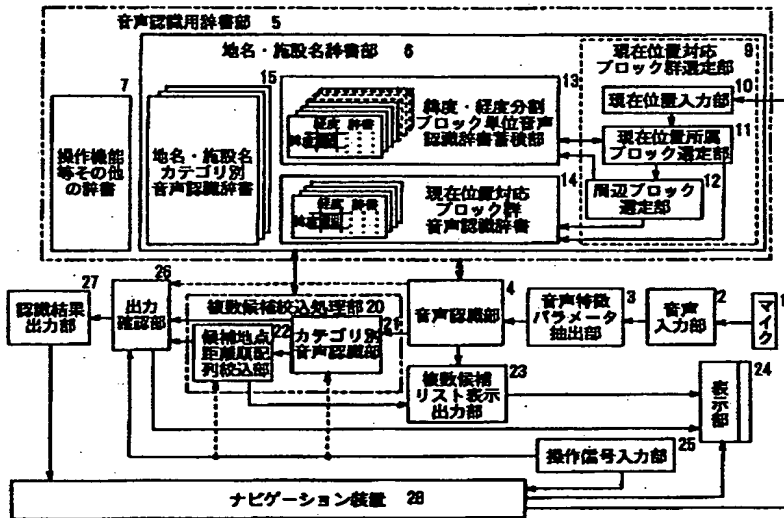 音声認識用辞書部 5
地名・施設名辞書部 6
現在位置対応 9
ブロック群選定部
7
15
13
10
操作機能
等その他
の辞書
地名・施設名
カテゴリ別
音声認識辞書
経度 辞書
緯度・経度分割
ブロック単位音声
認識辞書蓄積部
現在位置入力部
11
現在位置所属
ブロック選定部
12
周辺ブロック
選定部
14
経度 辞書
現在位置対応
ブロック群
音声認識辞書
27
認識結果
出力部
26
出力
確認部
複数候補絞込処理部 20
22
候補地点
距離順配
列絞込部
21
カテゴリ別
音声認識部
4
音声認識部
3
音声特徴
パラメータ
抽出部
2
音声
入力部
1
マイク
23
複数候補
リスト表示
出力部
24
表示部
25
操作信号入力部
ナビゲーション装置 28